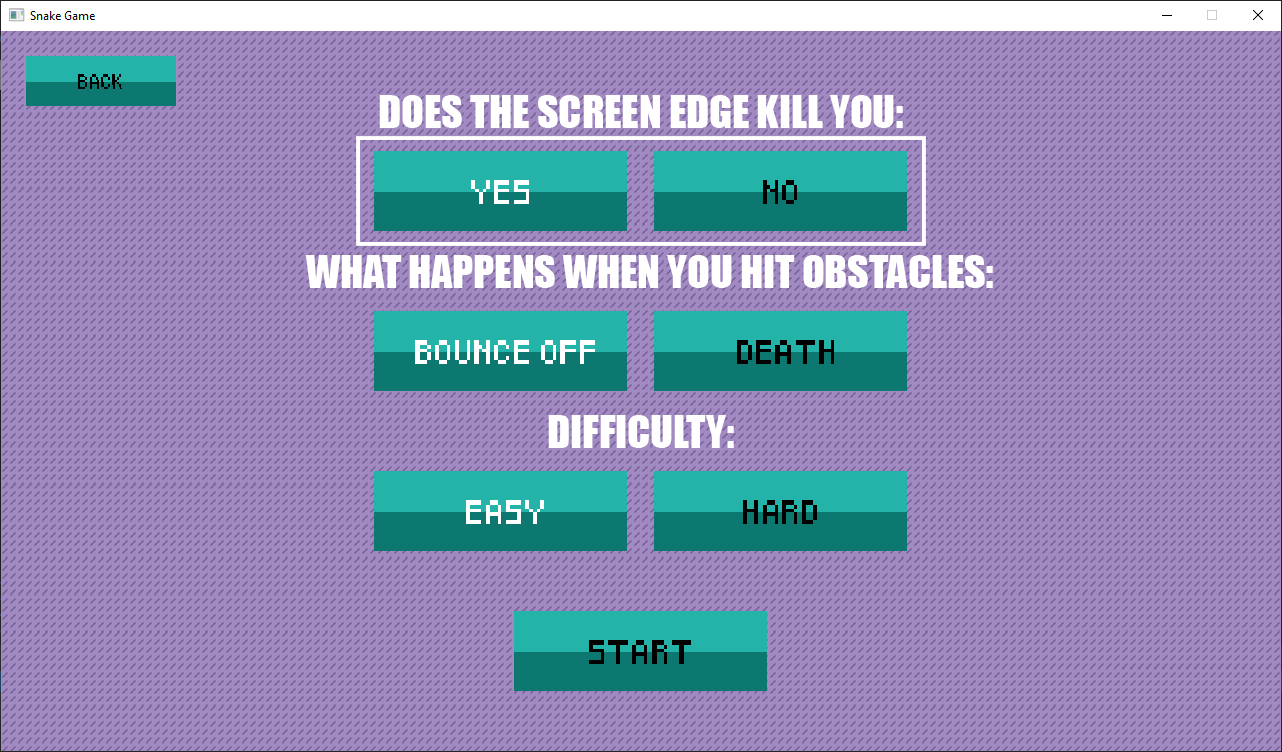 Snake Game
BACK
DOES THE SCREEN EDGE KILL YOU:
YES NO
WHAT HAPPENS WHEN YOU HIT OBSTACLES:
BOUNCE OFF DEATH
DIFFICULTY:
EASY HARD
START